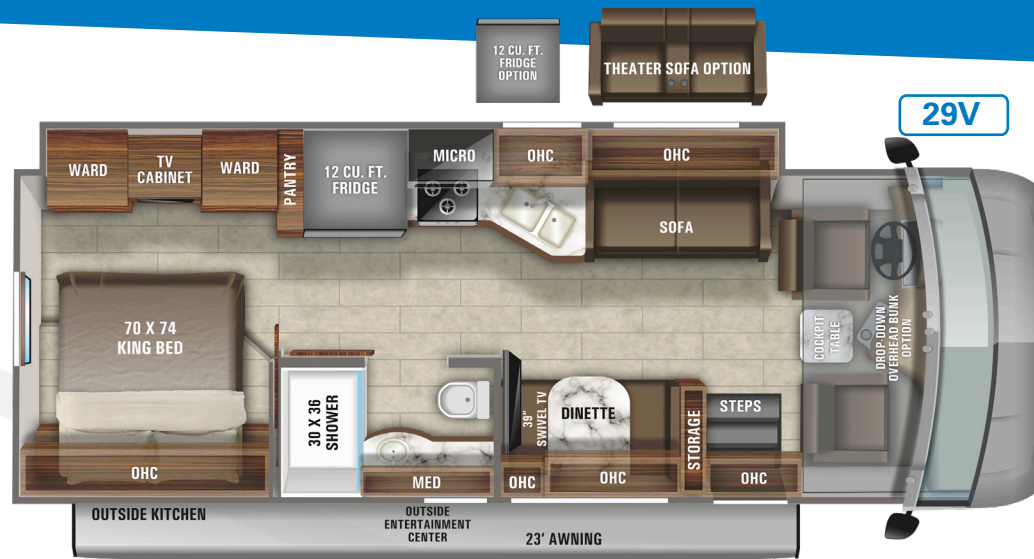 12 CU. FT.
FRIDGE
OPTION
THEATER SOFA OPTION
29V
WARD
TV
CABINET
WARD
PANTRY
12 CU. FT.
FRIDGE
MICRO
OHC
OHC
SOFA
70 X 74
KING BED
COCKPIT
TABLE
DROP-DOWN
OVERHEAD BUNK
OPTION
30 X 36
SHOWER
39"
SWIVEL TV
DINETTE
STORAGE
STEPS
OHC
MED
OHC
OHC
OHC
OUTSIDE KITCHEN
OUTSIDE
ENTERTAINMENT
CENTER
23' AWNING